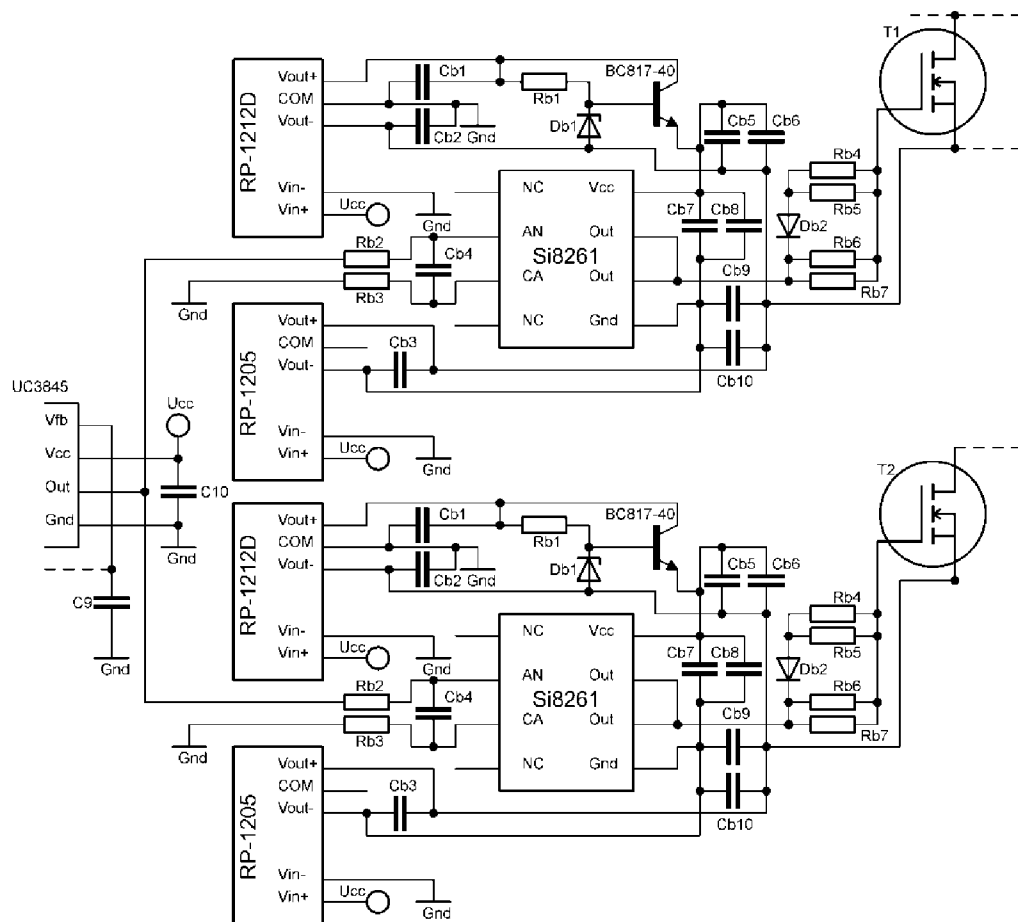 T1
Vout+
COM
Vout-
RP-1212D
Vin-
Vin+
Cb1
Cb2
Gnd
Rb1
Db1
BC817-40
Cb5
Cb6
Rb4
Rb5
Db2
Rb6
Rb7
Ucc
Gnd
NC
Vcc
AN
Out
Si8261
CA
Out
NC
Gnd
Cb7
Cb8
Cb9
Cb10
Rb2
Rb3
Cb4
Gnd
Vout+
COM
Vout-
RP-1205
Vin-
Vin+
Cb3
Ucc
Gnd
UC3845
Vfb
Vcc
Out
Gnd
Ucc
C10
Gnd
C9
Gnd
T2
Vout+
COM
Vout-
RP-1212D
Vin-
Vin+
Cb1
Cb2
Gnd
Rb1
Db1
BC817-40
Cb5
Cb6
Rb4
Rb5
Db2
Rb6
Rb7
Ucc
Gnd
NC
Vcc
AN
Out
Si8261
CA
Out
NC
Gnd
Cb7
Cb8
Cb9
Cb10
Rb2
Rb3
Cb4
Gnd
Vout+
COM
Vout-
RP-1205
Vin-
Vin+
Cb3
Ucc
Gnd